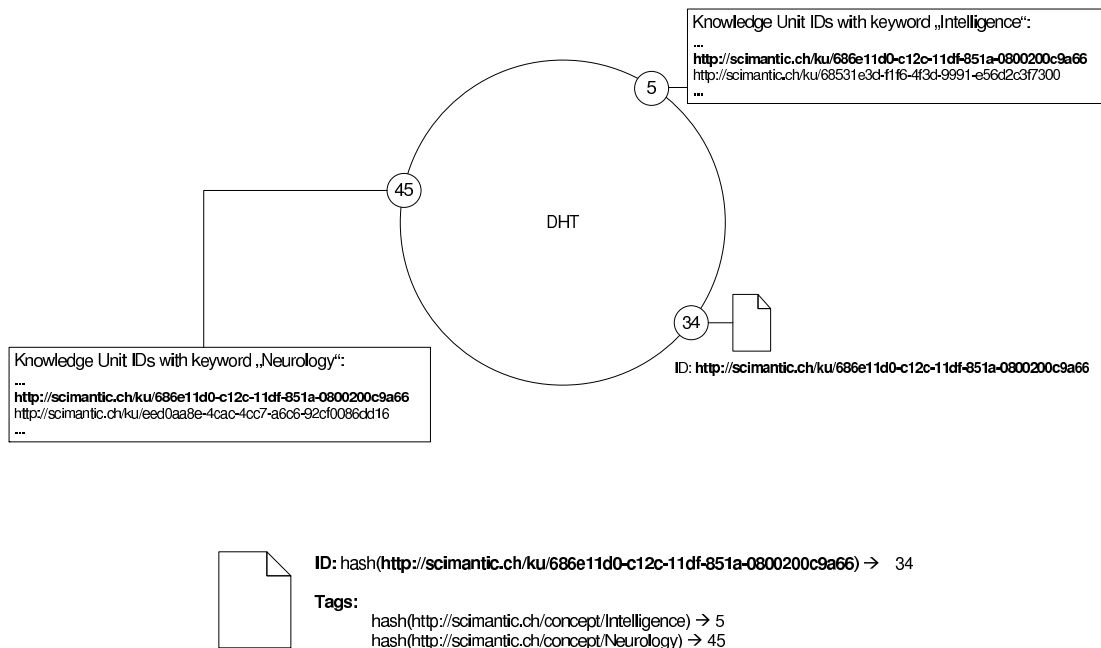 Knowledge Unit IDs with keyword „Intelligence“:
...
http://scimantic.ch/ku/686e11d0-c12c-11df-851a-0800200c9a66
http://scimantic.ch/ku/68531e3d-f1f6-4f3d-9991-e56d2c3f7300
...
5
45
DHT
34
ID: http://scimantic.ch/ku/686e11d0-c12c-11df-851a-0800200c9a66
Knowledge Unit IDs with keyword „Neurology“:
...
http://scimantic.ch/ku/686e11d0-c12c-11df-851a-0800200c9a66
http://scimantic.ch/ku/eed0aa8e-4cac-4cc7-a6c6-92cf0086dd16
...
ID: hash(http://scimantic.ch/ku/686e11d0-c12c-11df-851a-0800200c9a66) → 34
Tags:
hash(http://scimantic.ch/concept/Intelligence) → 5
hash(http://scimantic.ch/concept/Neurology) → 45